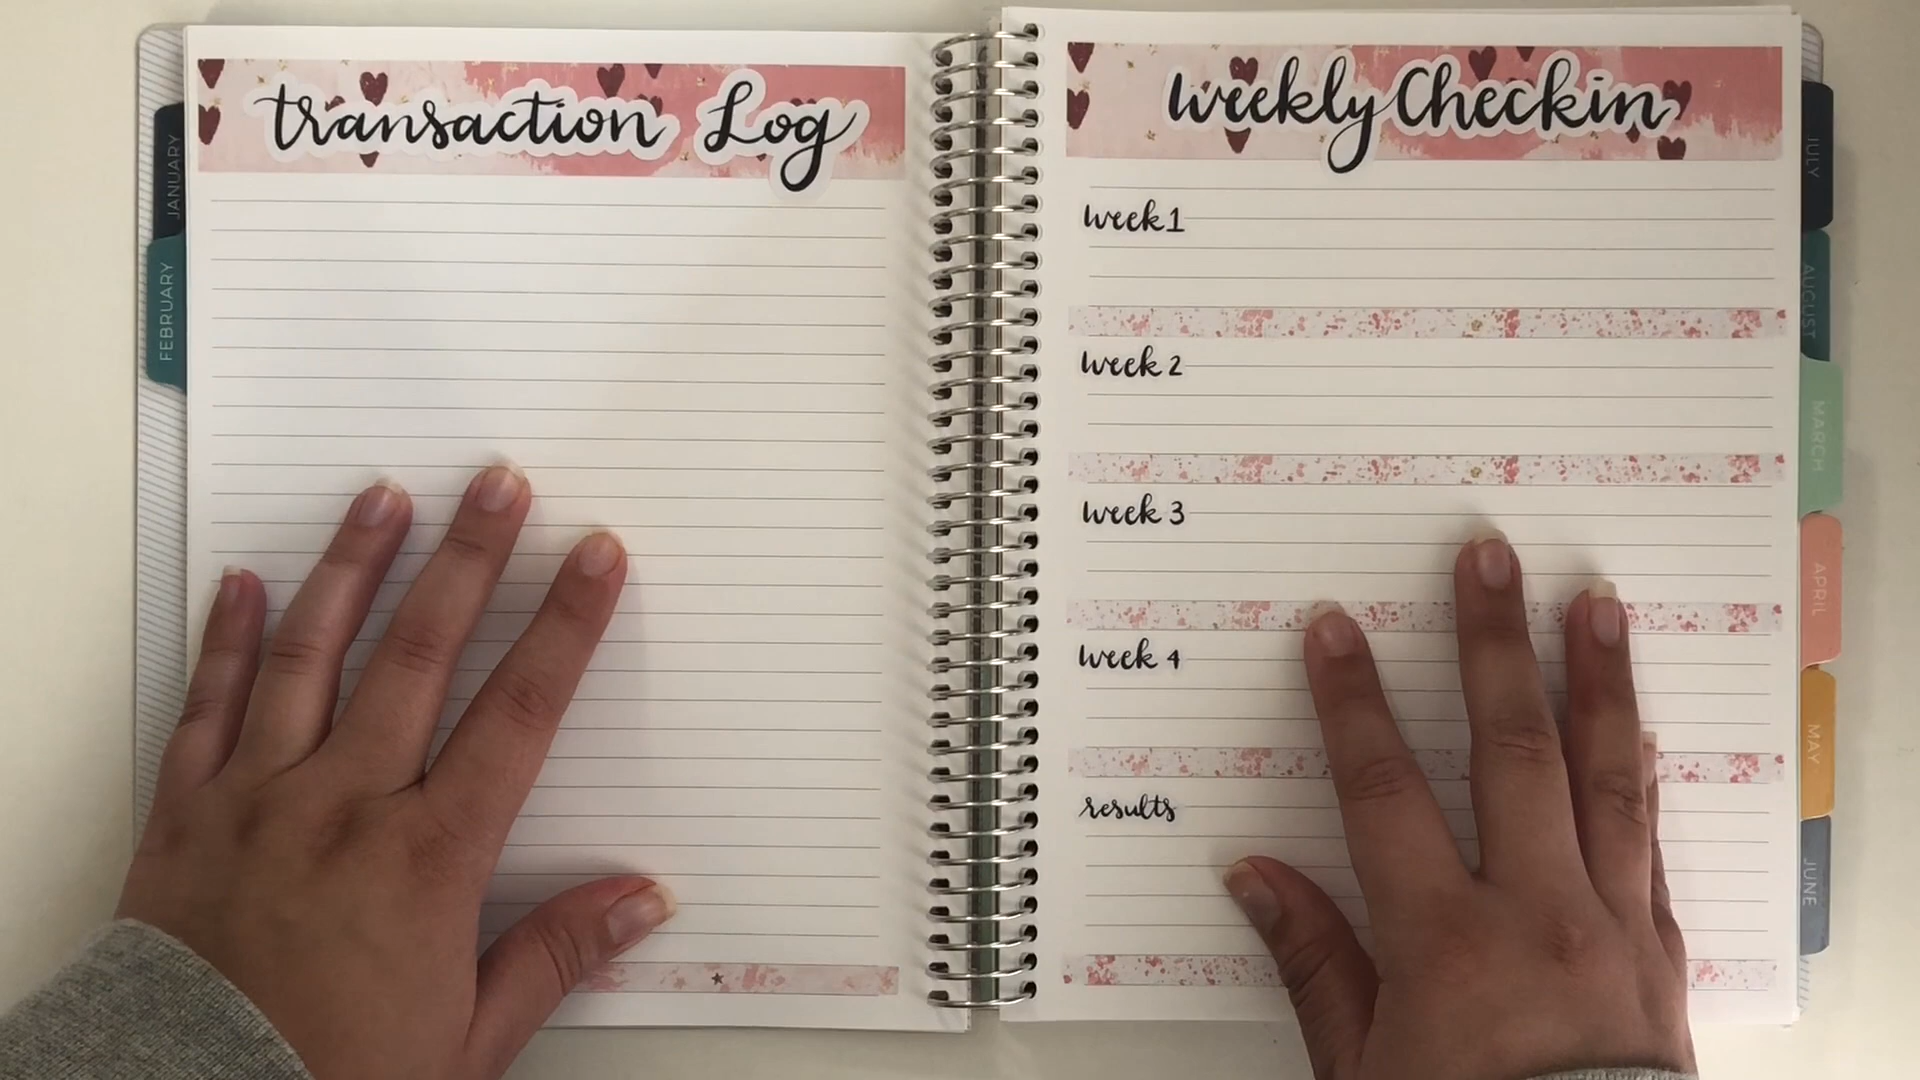 transaction Log
JANUARY
FEBRUARY
Weekly Checkin
Week 1
Week 2
Week 3
Week 4
results
JULY
AUGUST
MARCH
APRIL
MAY
JUNE